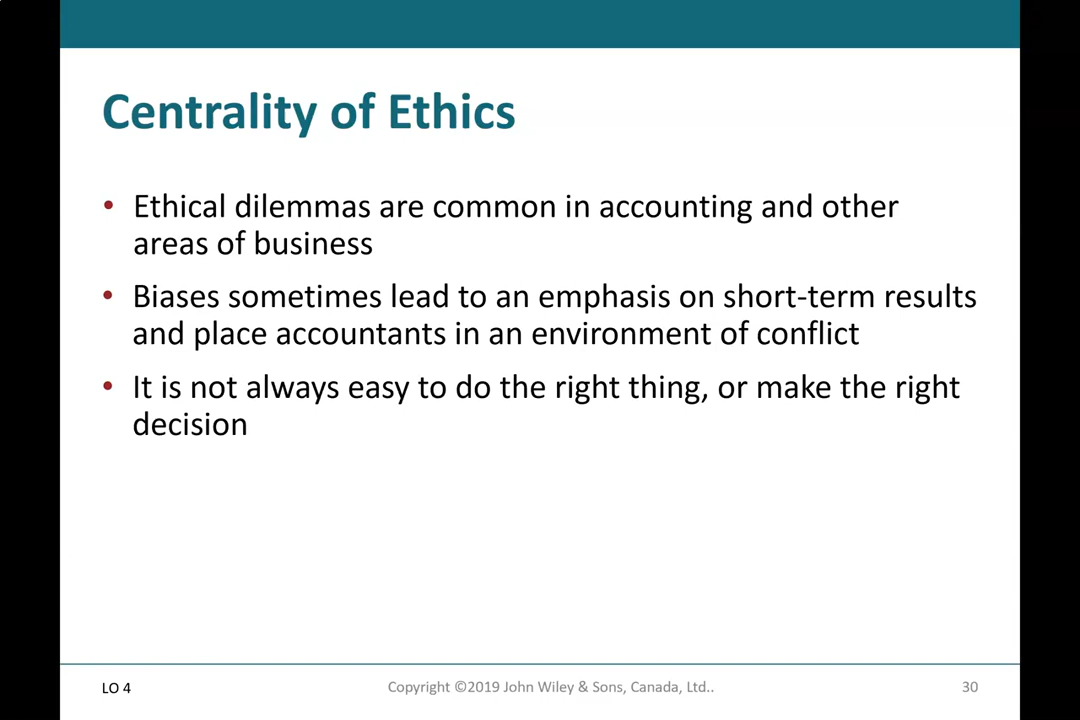 Centrality of Ethics
• Ethical dilemmas are common in accounting and other
areas of business
• Biases sometimes lead to an emphasis on short-term results
and place accountants in an environment of conflict
• It is not always easy to do the right thing, or make the right
decision
LO 4
Copyright ©2019 John Wiley & Sons, Canada, Ltd..
30